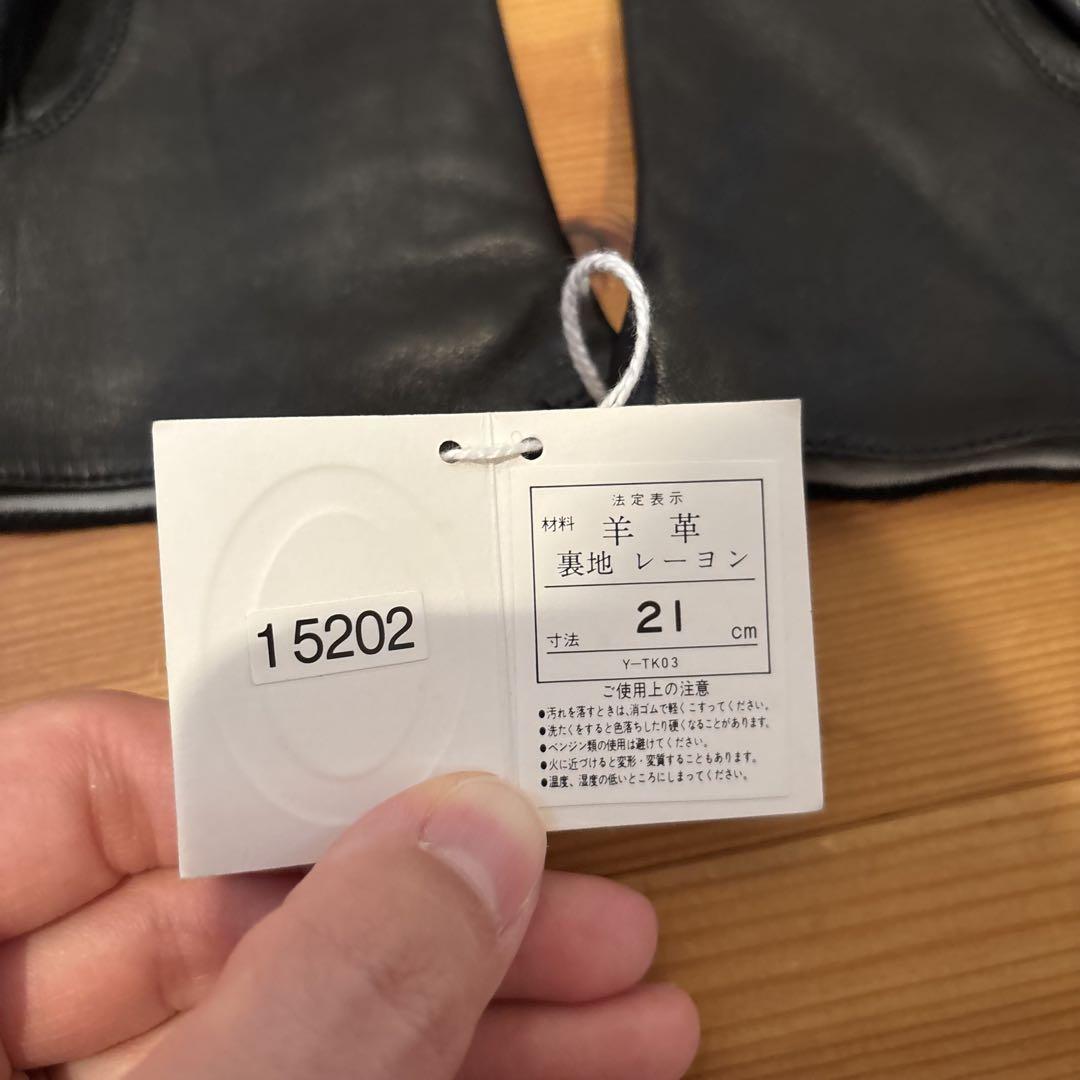 15202
法定表示
材料 羊 革
裏地 レーヨン
寸法 21 cm
Y-TK03
ご使用上の注意
●汚れを落すときは、消ゴムで軽くこすってください。
●洗たくをすると色落ちしたり硬くなることがあります。
●ベンジン類の使用は避けてください。
●火に近づけると変形・変質することもあります。
●温度、湿度の低いところにしまってください。